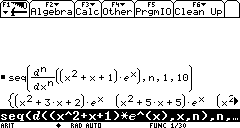 F1 F2 Algebra F3 Calc F4 Other F5 PrgmIO F6 Clean Up
▪ seq(dⁿ/dxⁿ((x² + x + 1)·eˣ), n, 1, 10)
{(x² + 3·x + 2)·eˣ (x² + 5·x + 5)·eˣ (x²
seq(d((x^2+x+1)*e^(x),x,n),n,…
MAIN RAD AUTO FUNC 1/30